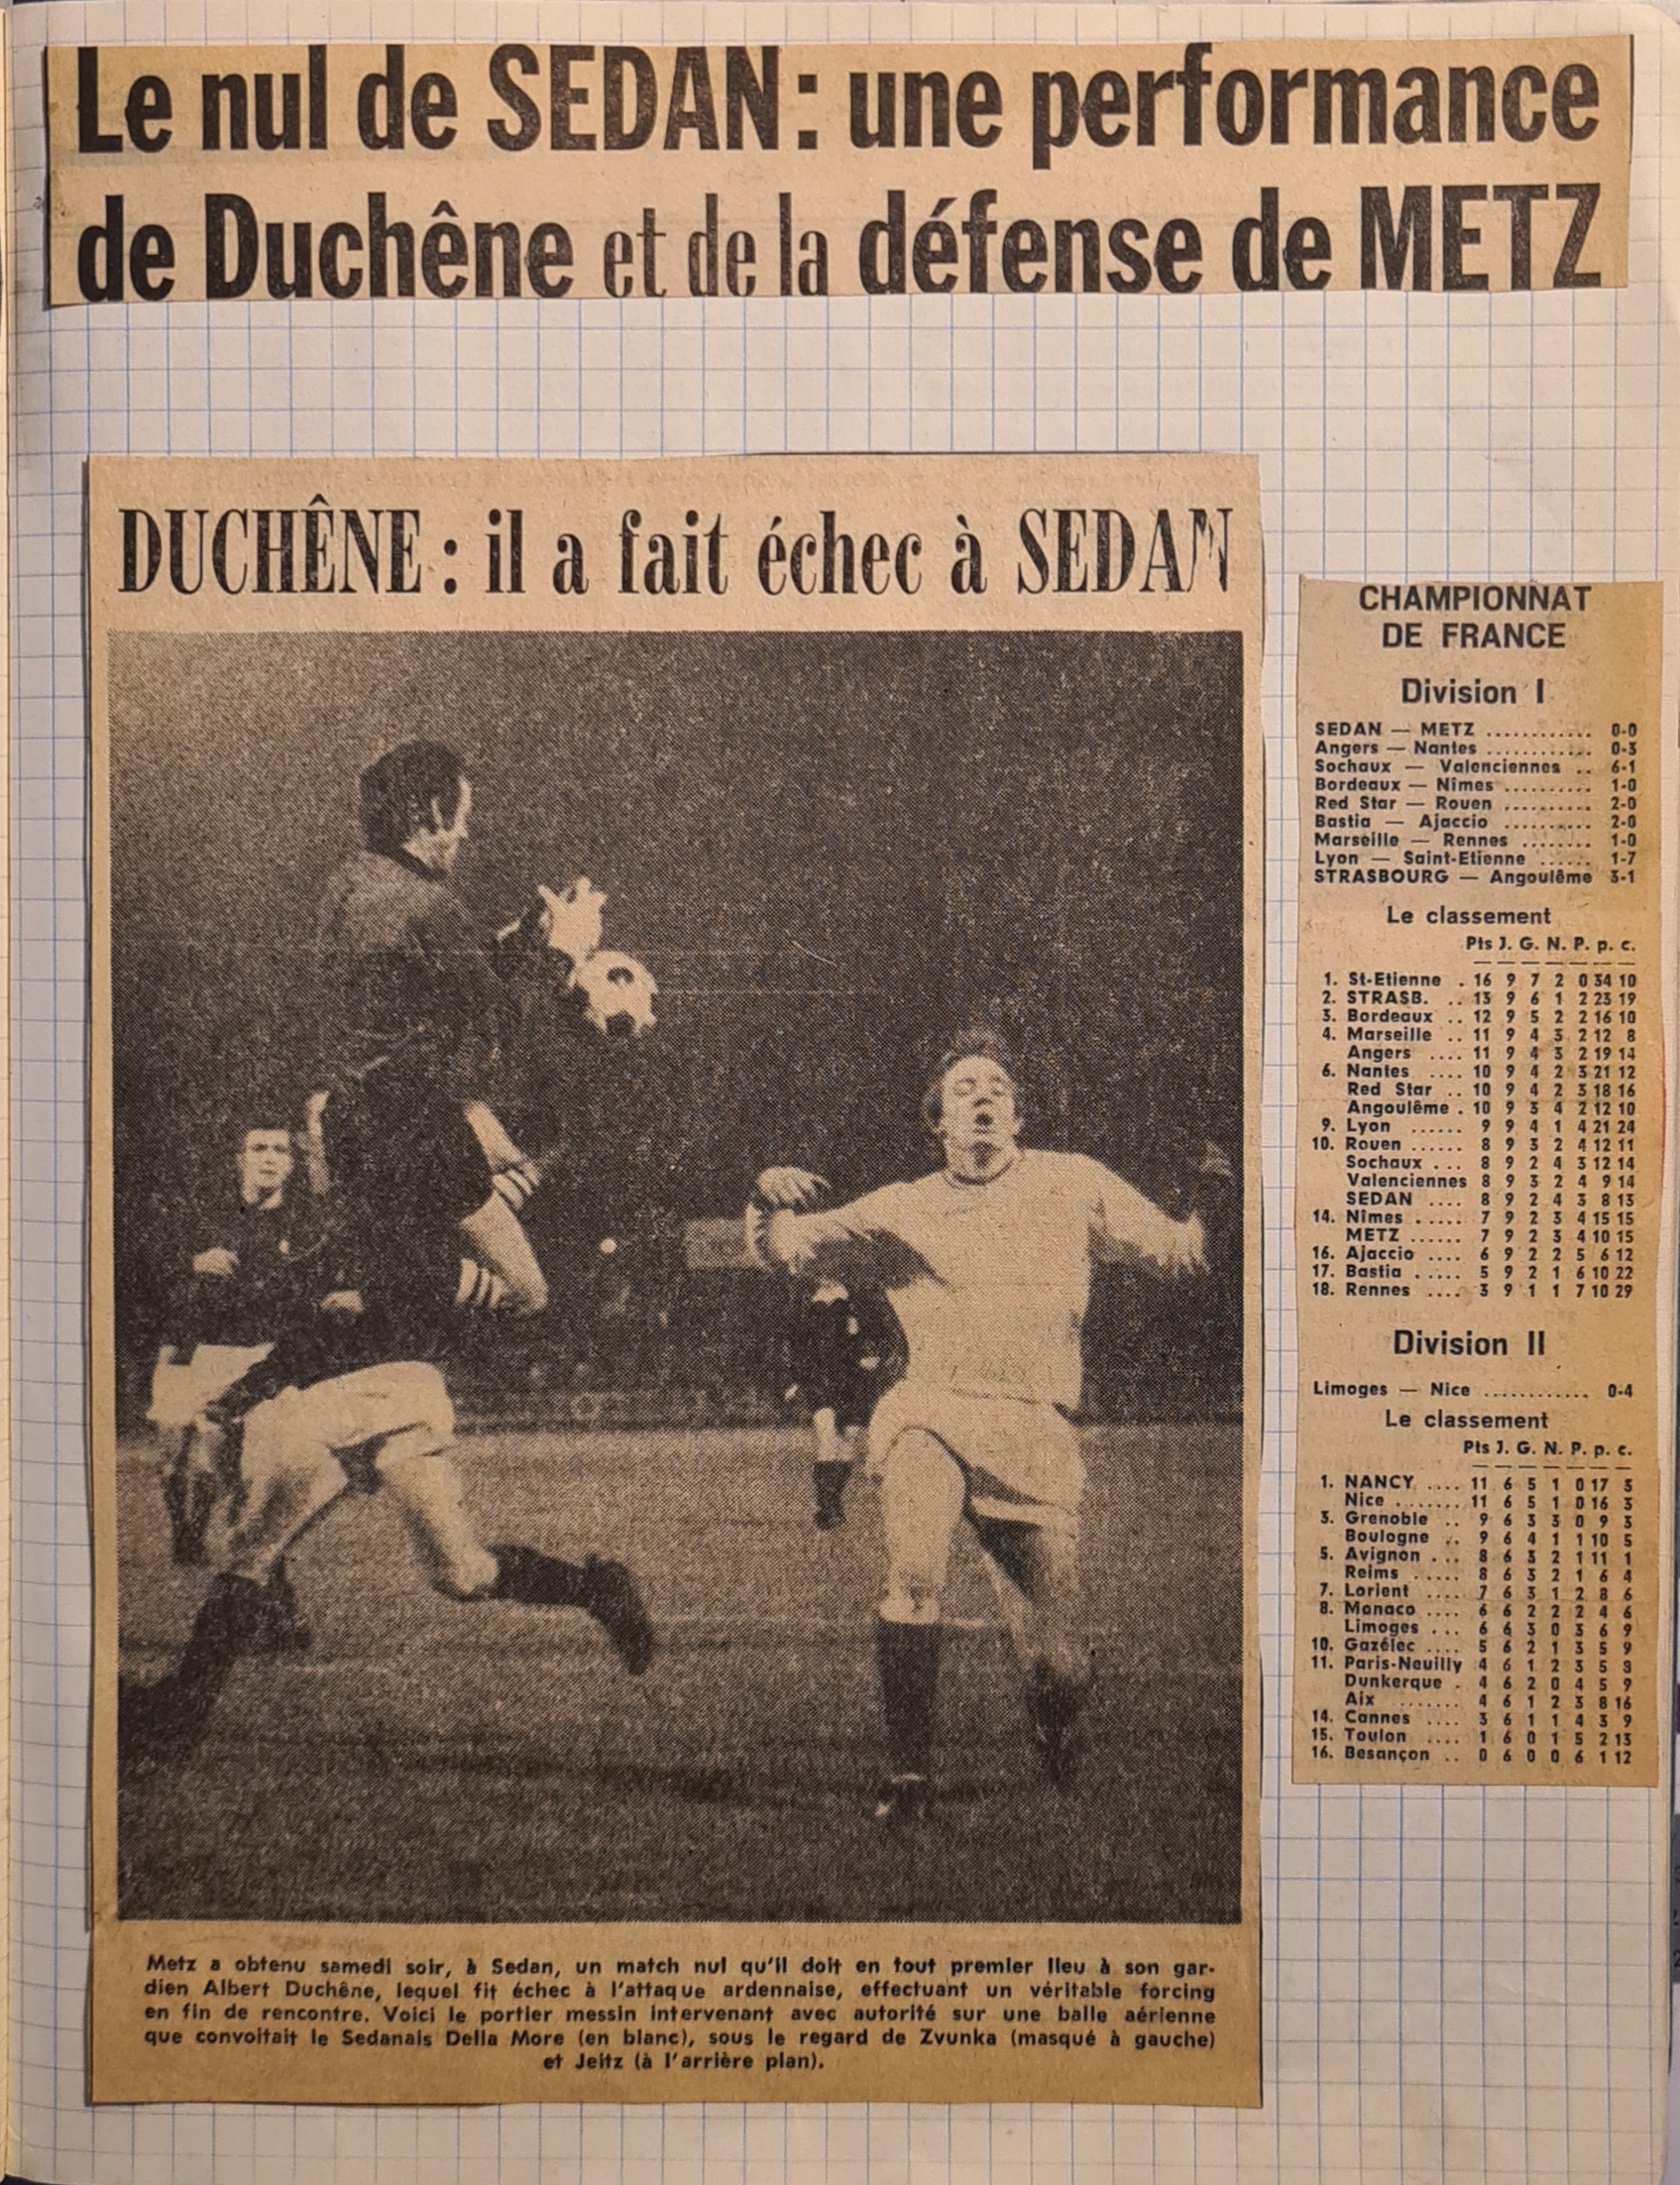 Le nul de SEDAN : une performance
de Duchêne et de la défense de METZ
DUCHÊNE : il a fait échec à SEDAN
Metz a obtenu samedi soir, à Sedan, un match nul qu'il doit en tout premier lieu à son gar-
dien Albert Duchêne, lequel fit échec à l'attaque ardennaise, effectuant un véritable forcing
en fin de rencontre. Voici le portier messin intervenant avec autorité sur une balle aérienne
que convoitait le Sedanais Della More (en blanc), sous le regard de Zvunka (masqué à gauche)
et Jeitz (à l'arrière plan).
CHAMPIONNAT
DE FRANCE
Division I
SEDAN — METZ ............ 0-0
Angers — Nantes ............ 0-3
Sochaux — Valenciennes .. 6-1
Bordeaux — Nîmes .......... 1-0
Red Star — Rouen .......... 2-0
Bastia — Ajaccio .......... 2-0
Marseille — Rennes ........ 1-0
Lyon — Saint-Etienne ...... 1-7
STRASBOURG — Angoulême 3-1
Le classement
Pts J. G. N. P. p. c.
1. St-Etienne . 16 9 7 2 0 34 10
2. STRASB. .. 13 9 6 1 2 23 19
3. Bordeaux .. 12 9 5 2 2 16 10
4. Marseille .. 11 9 4 3 2 12 8
Angers .... 11 9 4 3 2 19 14
6. Nantes .... 10 9 4 2 3 21 12
Red Star .. 10 9 4 2 3 18 16
Angoulême . 10 9 3 4 2 12 10
9. Lyon ...... 9 9 4 1 4 21 24
10. Rouen ...... 8 9 3 2 4 12 11
Sochaux ... 8 9 2 4 3 12 14
Valenciennes 8 9 3 2 4 9 14
SEDAN .... 8 9 2 4 3 8 13
14. Nîmes ..... 7 9 2 3 4 15 15
METZ ...... 7 9 2 3 4 10 15
16. Ajaccio .... 6 9 2 2 5 6 12
17. Bastia ..... 5 9 2 1 6 10 22
18. Rennes .... 3 9 1 1 7 10 29
Division II
Limoges — Nice ............ 0-4
Le classement
Pts J. G. N. P. p. c.
1. NANCY .... 11 6 5 1 0 17 3
Nice ....... 11 6 5 1 0 16 3
3. Grenoble .. 9 6 3 3 0 9 3
Boulogne .. 9 6 4 1 1 10 5
5. Avignon ... 8 6 3 2 1 11 1
Reims ..... 8 6 3 2 1 6 4
7. Lorient .... 7 6 3 1 2 8 6
8. Monaco .... 6 6 2 2 2 4 6
Limoges ... 6 6 3 0 3 6 9
10. Gazélec .... 5 6 2 1 3 5 9
11. Paris-Neuilly 4 6 1 2 3 5
Dunkerque . 4 6 2 0 4 5 9
Aix ....... 4 6 1 2 3 8 16
14. Cannes .... 3 6 1 1 4 3 9
15. Toulon .... 1 6 0 1 5 2 13
16. Besançon .. 0 6 0 0 6 1 12